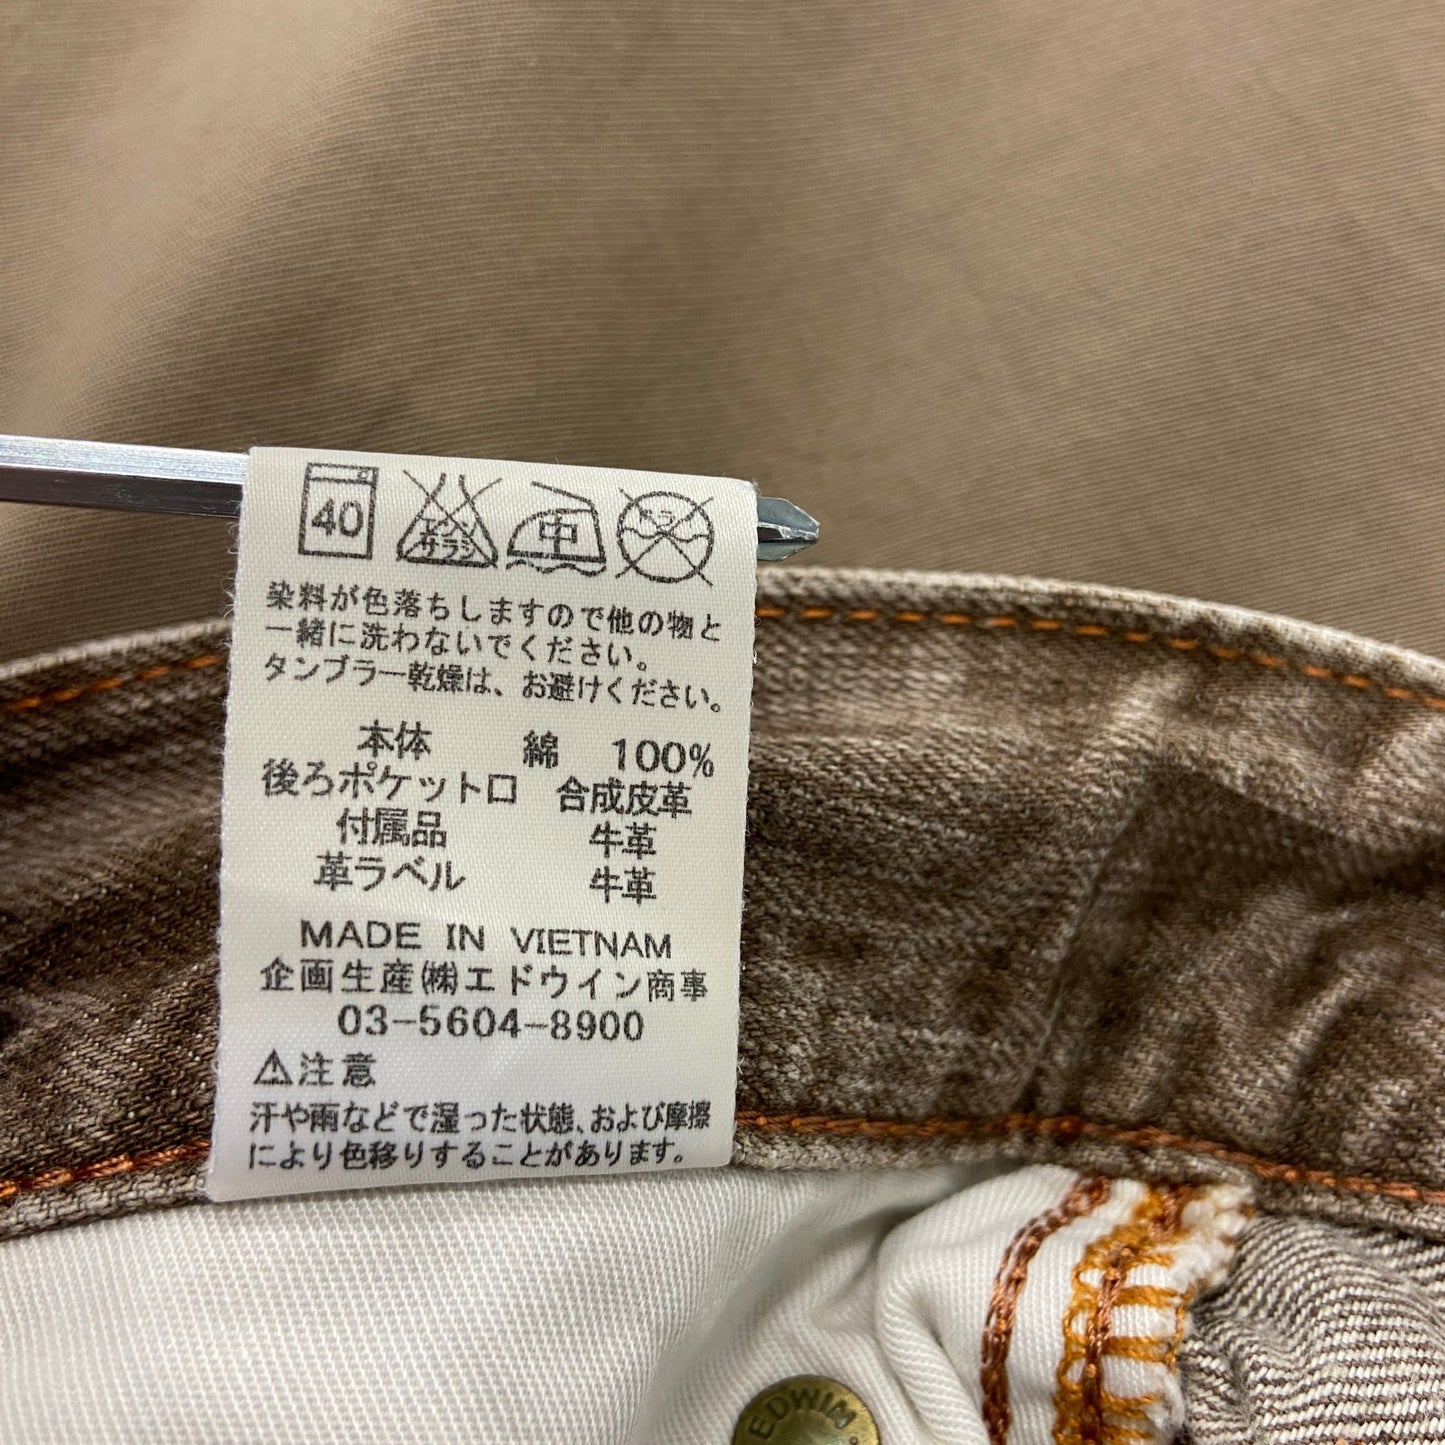 40
エンソ
サラシ
中
ドライ
染料が色落ちしますので他の物と
一緒に洗わないでください。
タンブラー乾燥は、お避けください。
本体 綿 100%
後ろポケット口 合成皮革
付属品 牛革
革ラベル 牛革
MADE IN VIETNAM
企画生産㈱エドウイン商事
03-5604-8900
⚠注意
汗や雨などで湿った状態、および摩擦
により色移りすることがあります。
EDWIN